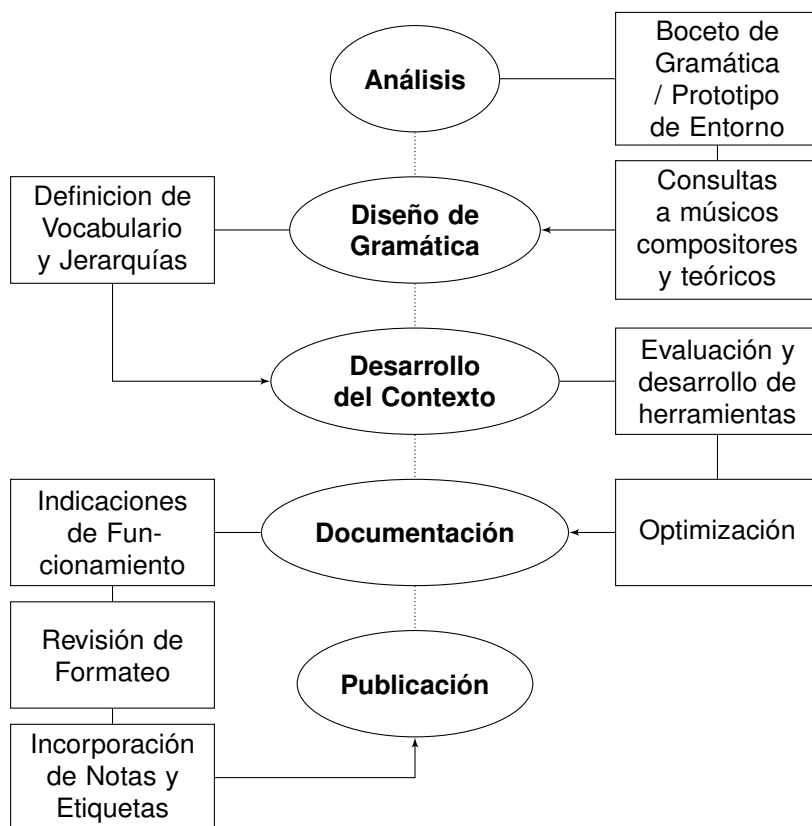 Análisis
Boceto de
Gramática
/ Prototipo
de Entorno
Consultas
a músicos
compositores
y teóricos
Diseño de
Gramática
Definicion de
Vocabulario
y Jerarquías
Desarrollo
del Contexto
Evaluación y
desarrollo de
herramientas
Optimización
Documentación
Indicaciones
de Fun-
cionamiento
Revisión de
Formateo
Incorporación
de Notas y
Etiquetas
Publicación